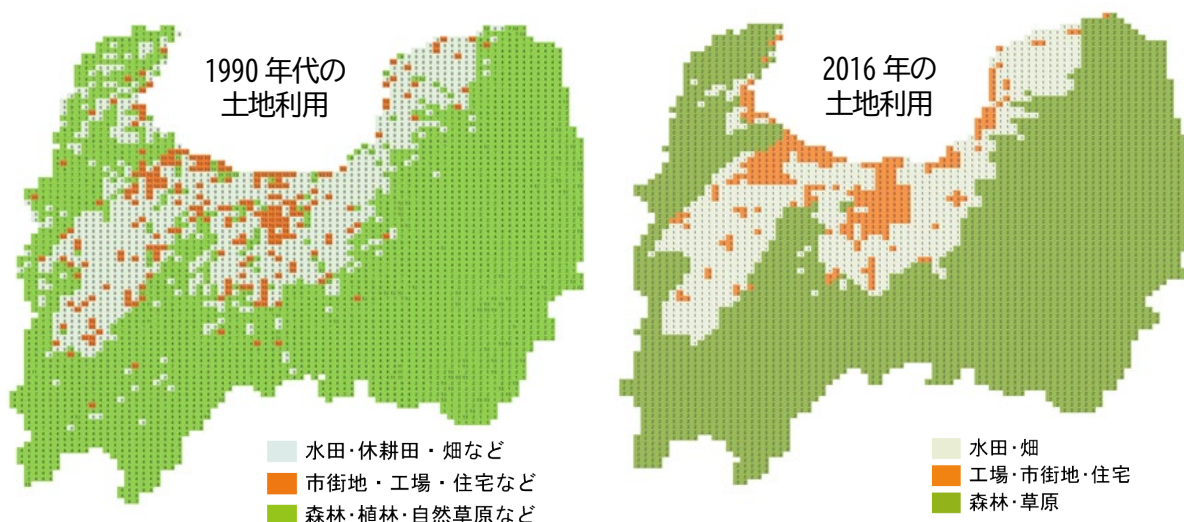 1990 年代の
土地利用
水田･休耕田・畑など
市街地・工場・住宅など
森林･植林･自然草原など
2016 年の
土地利用
水田･畑
工場･市街地･住宅
森林･草原